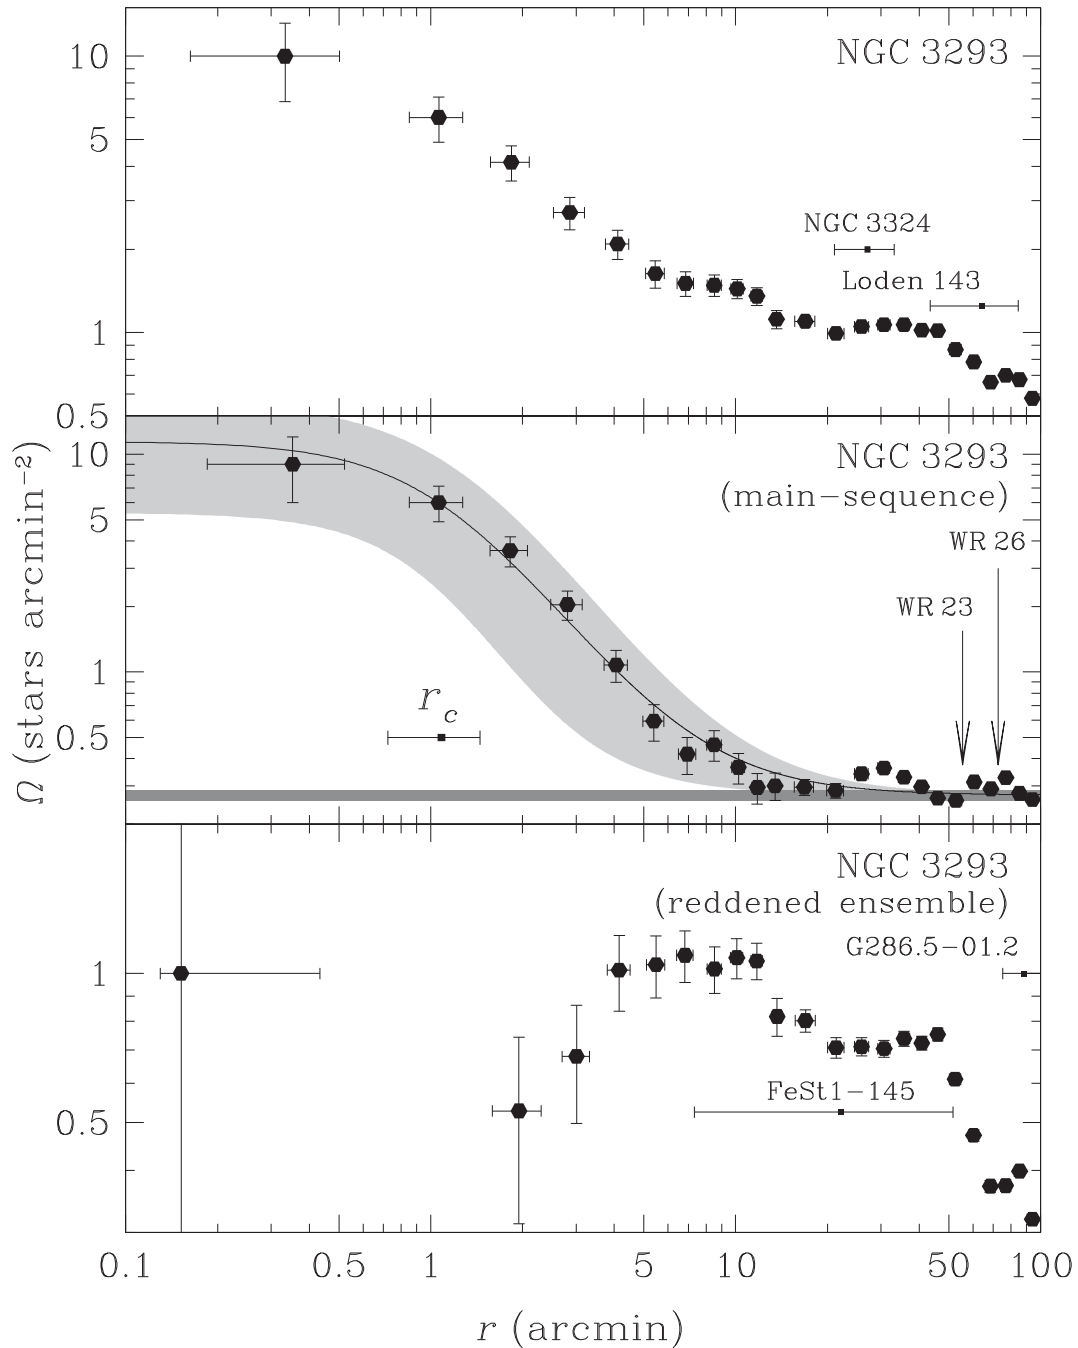 NGC 3293
10
5
NGC 3324
Loden 143
1
0.5
NGC 3293
(main-sequence)
10
5
WR 26
WR 23
1
r_c
0.5
Ω (stars arcmin⁻²)
NGC 3293
(reddened ensemble)
G286.5-01.2
1
FeSt1-145
0.5
0.1 0.5 1 5 10 50 100
r (arcmin)